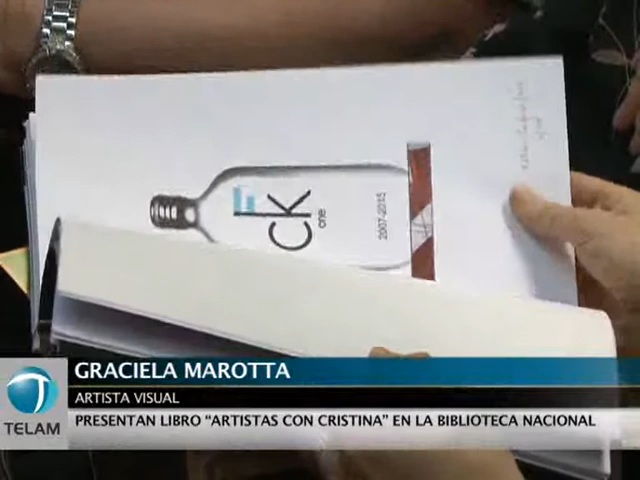 ck
one
2007-2015
GRACIELA MAROTTA
ARTISTA VISUAL
PRESENTAN LIBRO “ARTISTAS CON CRISTINA” EN LA BIBLIOTECA NACIONAL
TELAM